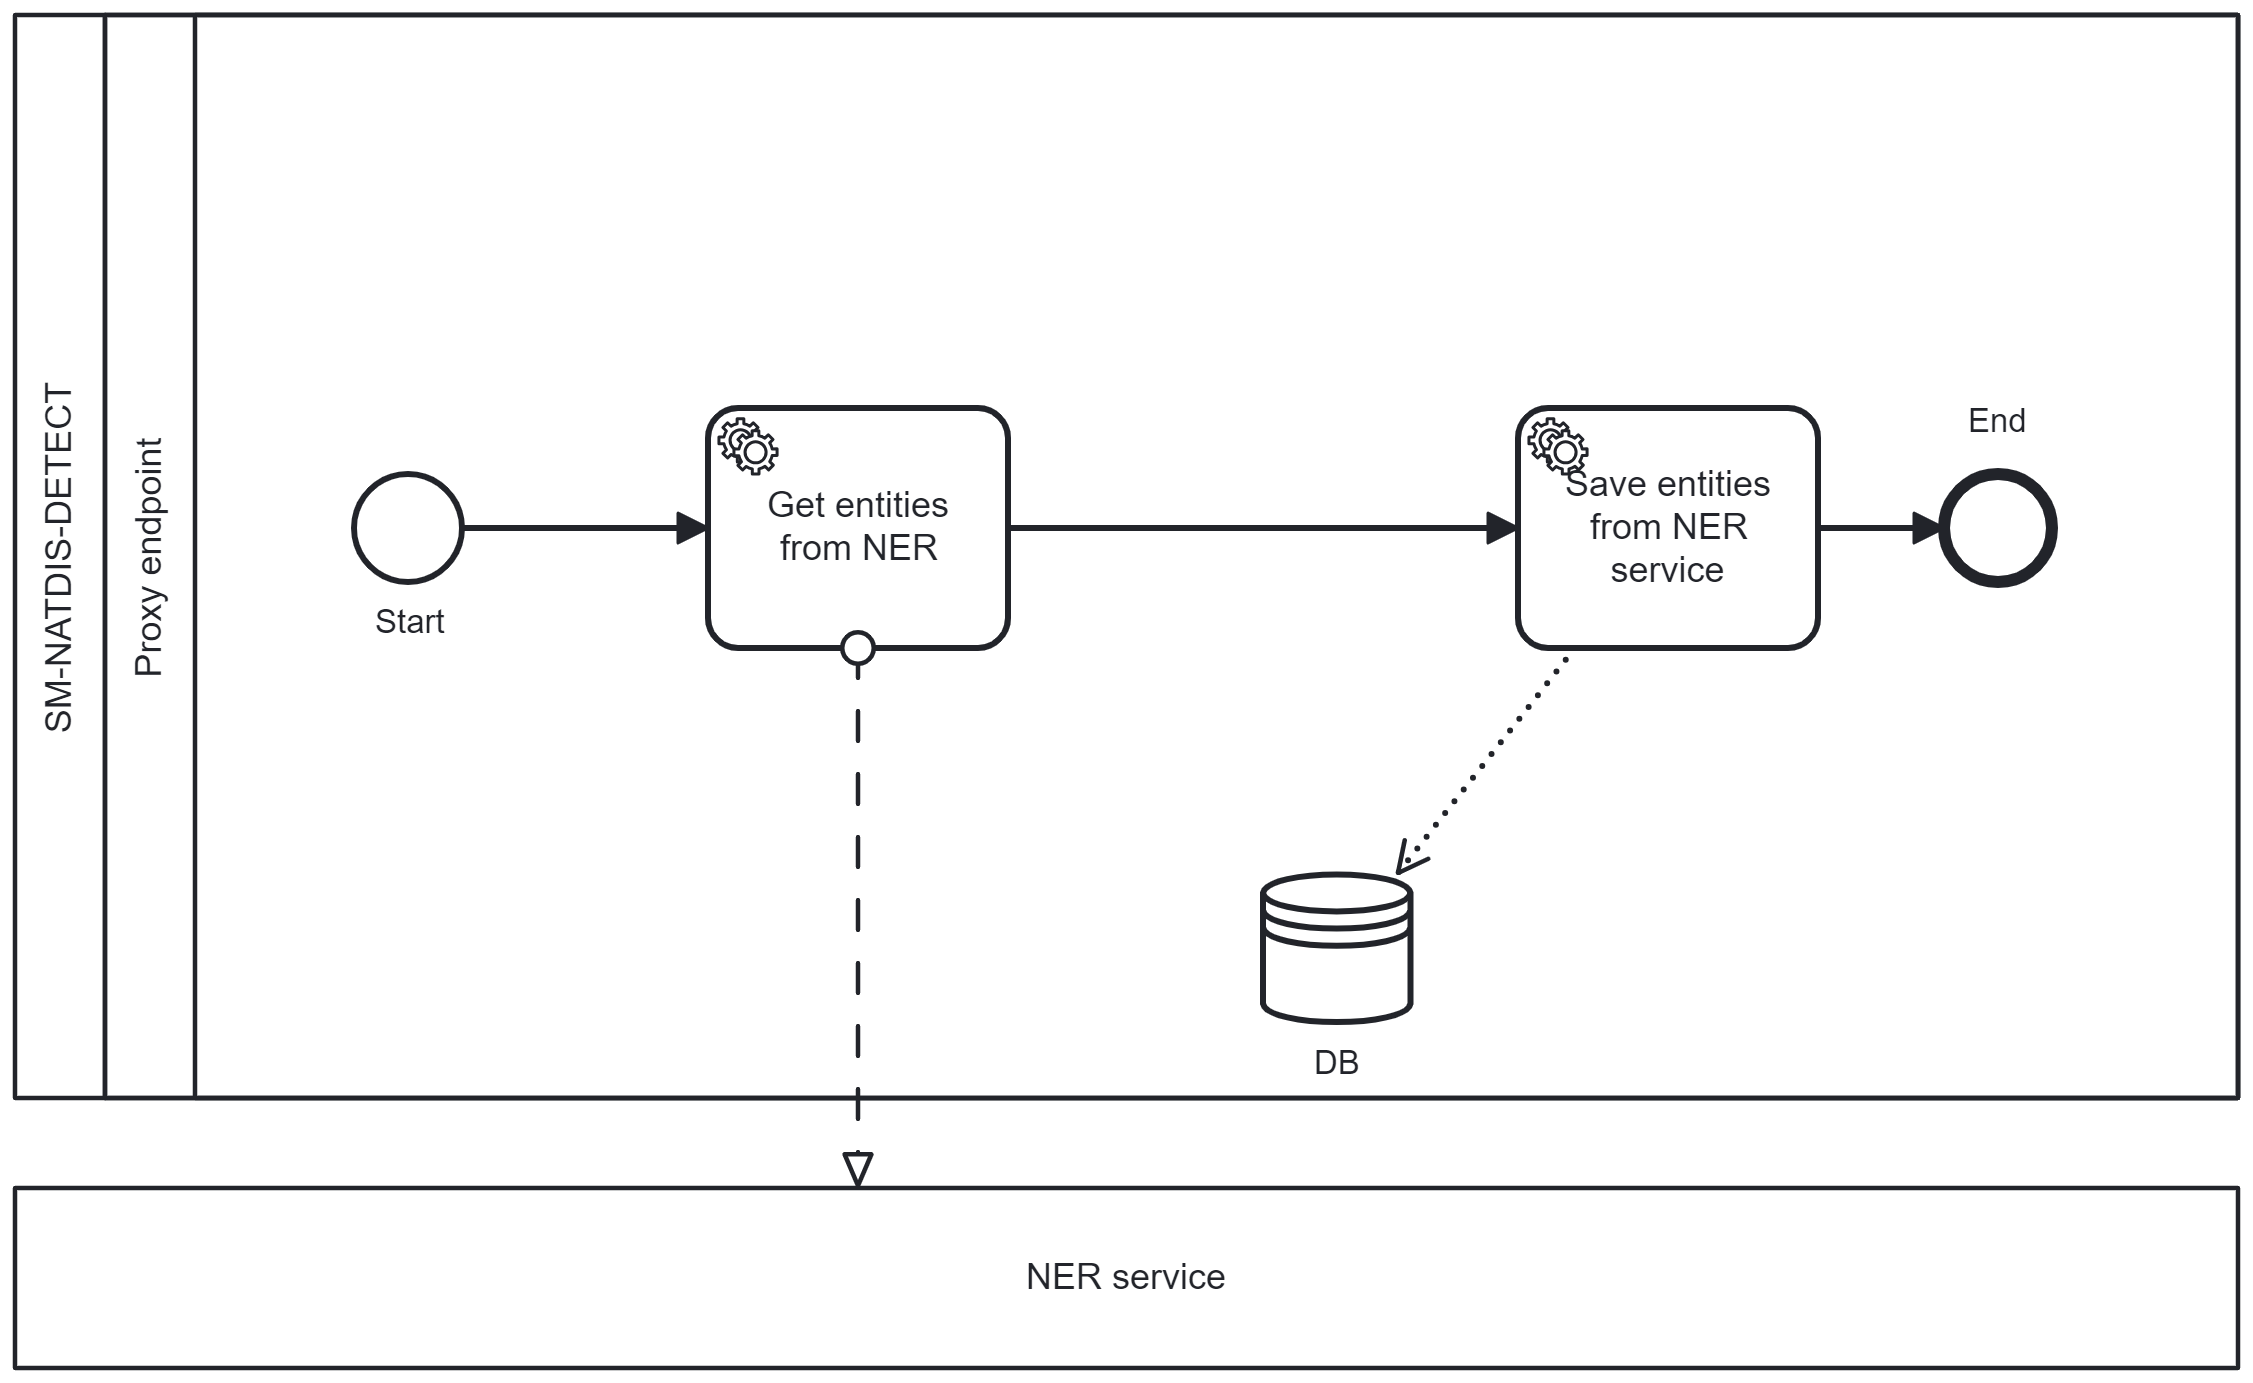 SM-NATDIS-DETECT
Proxy endpoint
Start
Get entities
from NER
Save entities
from NER
service
End
DB
NER service